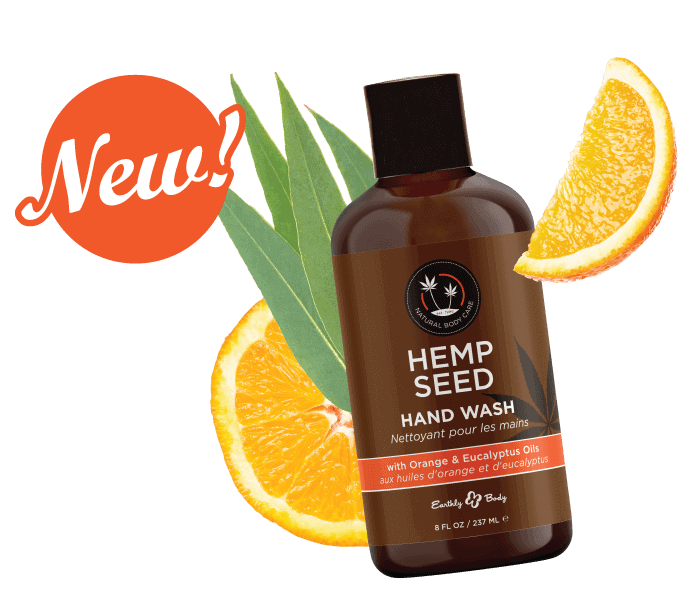 New!
NATURAL BODY CARE
HEMP
SEED
HAND WASH
Nettoyant pour les mains
with Orange & Eucalyptus Oils
aux huiles d'orange et d'eucalyptus
Earthly Body
8 FL OZ / 237 ML ℮